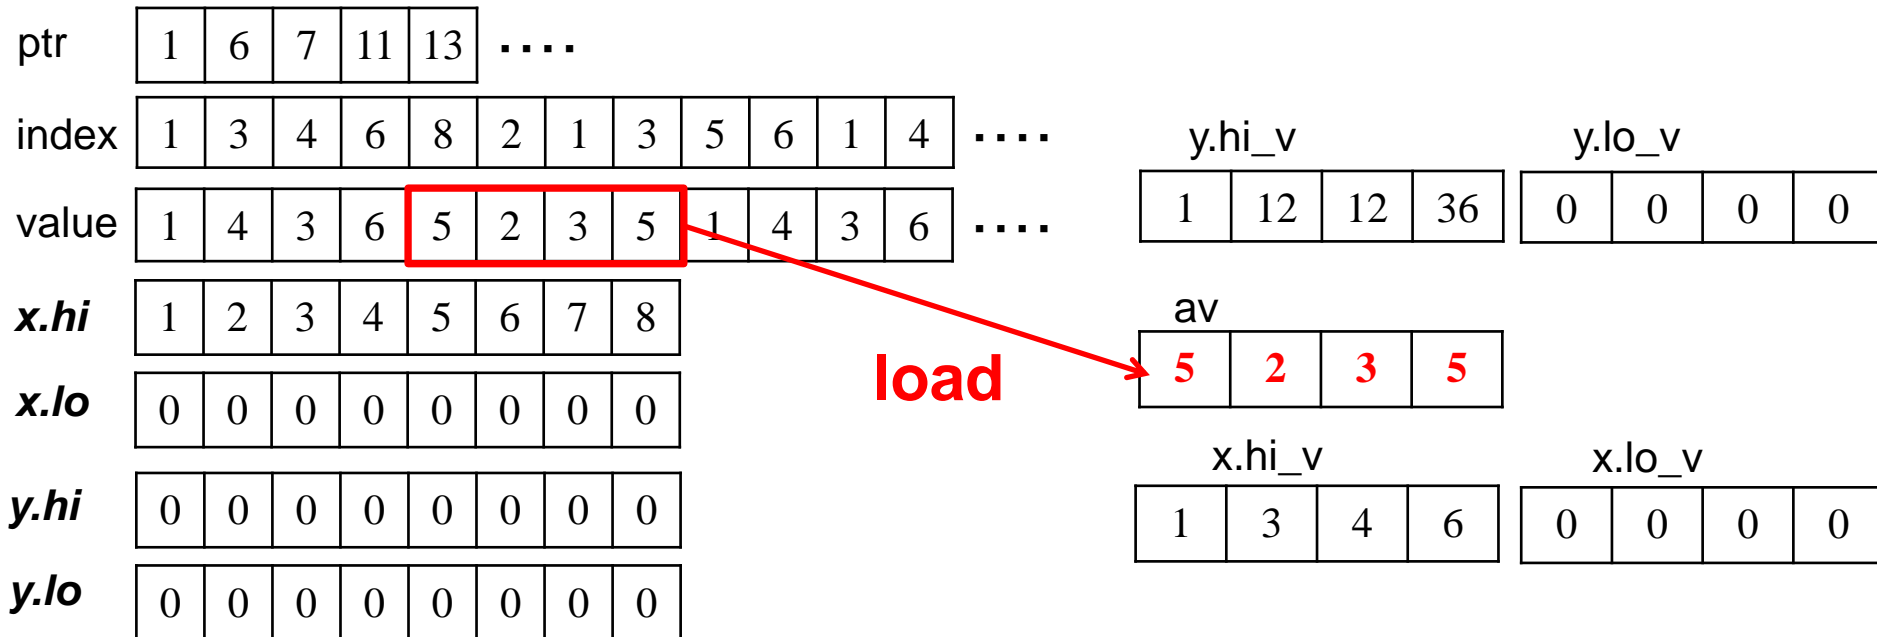 ptr 1 6 7 11 13 ....
index 1 3 4 6 8 2 1 3 5 6 1 4 ....
value 1 4 3 6 5 2 3 5 1 4 3 6 ....
x.hi 1 2 3 4 5 6 7 8
x.lo 0 0 0 0 0 0 0 0
y.hi 0 0 0 0 0 0 0 0
y.lo 0 0 0 0 0 0 0 0
load
y.hi_v y.lo_v
1 12 12 36 0 0 0 0
av
5 2 3 5
x.hi_v x.lo_v
1 3 4 6 0 0 0 0